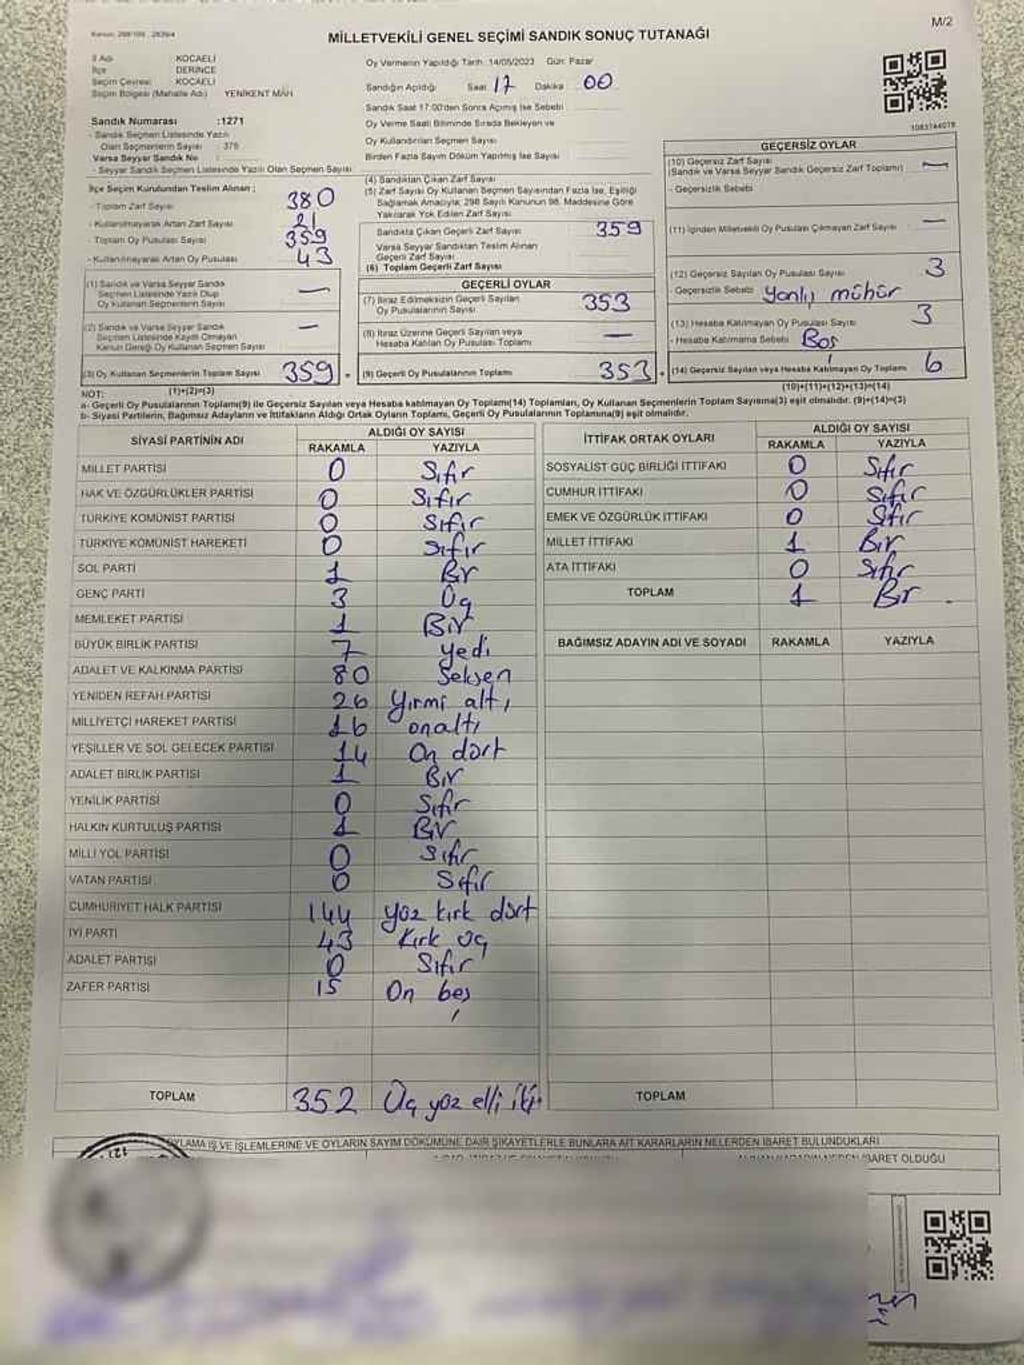 M/2
MİLLETVEKİLİ GENEL SEÇİMİ SANDIK SONUÇ TUTANAĞI
İl Adı KOCAELİ
İlçe DERİNCE
Seçim Çevresi KOCAELİ
Seçim Bölgesi (Mahalle Adı) YENİKENT MAH
Sandık Numarası :1271
- Sandık Seçmen Listesinde Yazılı
Olan Seçmenlerin Sayısı 376
Varsa Seyyar Sandık No
- Seyyar Sandık Seçmen Listesinde Yazılı Olan Seçmen Sayısı
İlçe Seçim Kurulundan Teslim Alınan ;
- Toplam Zarf Sayısı 380
- Kullanılmayarak Artan Zarf Sayısı 21
- Toplam Oy Pusulası Sayısı 359
- Kullanılmayarak Artan Oy Pusulası 43
(1) Sandık ve Varsa Seyyar Sandık
Seçmen Listesinde Yazılı Olup
Oy Kullanan Seçmenlerin Sayısı —
(2) Sandık ve Varsa Seyyar Sandık
Seçmen Listesinde Kaydı Olmayan
Kanun Gereği Oy Kullanan Seçmen Sayısı —
(3) Oy Kullanan Seçmenlerin Toplam Sayısı 359
(1)+(2)=(3)
Oy Vermenin Yapıldığı Tarih 14/05/2023 Gün: Pazar
Sandığın Açıldığı Saat 17 Dakika 00
Sandık Saat 17:00'den Sonra Açılmış İse Sebebi
Oy Verme Saati Bitiminde Sırada Bekleyen ve
Oy Kullandırılan Seçmen Sayısı
Birden Fazla Sayım Döküm Yapılmış İse Sayısı
(4) Sandıktan Çıkan Zarf Sayısı
(5) Zarf Sayısı Oy Kullanan Seçmen Sayısından Fazla İse, Eşitliği
Sağlamak Amacıyla; 298 Sayılı Kanunun 98. Maddesine Göre
Yakılarak Yok Edilen Zarf Sayısı
Sandıkta Çıkan Geçerli Zarf Sayısı 359
Varsa Seyyar Sandıktan Teslim Alınan
Geçerli Zarf Sayısı
(6) Toplam Geçerli Zarf Sayısı
GEÇERLİ OYLAR
(7) İtiraz Edilmeksizin Geçerli Sayılan
Oy Pusulalarının Sayısı 353
(8) İtiraz Üzerine Geçerli Sayılan veya
Hesaba Katılan Oy Pusulası Toplamı —
(9) Geçerli Oy Pusulalarının Toplamı 353
1083744078
GEÇERSİZ OYLAR
(10) Geçersiz Zarf Sayısı
(Sandık ve Varsa Seyyar Sandık Geçersiz Zarf Toplamı) —
- Geçersizlik Sebebi
(11) İçinden Milletvekili Oy Pusulası Çıkmayan Zarf Sayısı —
(12) Geçersiz Sayılan Oy Pusulası Sayısı 3
- Geçersizlik Sebebi Yanlış mühür
(13) Hesaba Katılmayan Oy Pusulası Sayısı 3
- Hesaba Katılmama Sebebi Boş
(14) Geçersiz Sayılan veya Hesaba Katılmayan Oy Toplamı 6
(10)+(11)+(12)+(13)=(14)
NOT:
a- Geçerli Oy Pusulalarının Toplamı(9) ile Geçersiz Sayılan veya Hesaba Katılmayan Oy Toplamı(14) Toplamları, Oy Kullanan Seçmenlerin Toplam Sayısına(3) eşit olmalıdır. (9)+(14)=(3)
b- Siyasi Partilerin, Bağımsız Adayların ve İttifakların Aldığı Ortak Oyların Toplamı, Geçerli Oy Pusulalarının Toplamına(9) eşit olmalıdır.
SİYASİ PARTİNİN ADI ALDIĞI OY SAYISI
RAKAMLA YAZIYLA
MİLLET PARTİSİ 0 Sıfır
HAK VE ÖZGÜRLÜKLER PARTİSİ 0 Sıfır
TÜRKİYE KOMÜNİST PARTİSİ 0 Sıfır
TÜRKİYE KOMÜNİST HAREKETİ 0 Sıfır
SOL PARTİ 1 Bir
GENÇ PARTİ 3 Üç
MEMLEKET PARTİSİ 1 Bir
BÜYÜK BİRLİK PARTİSİ 7 yedi
ADALET VE KALKINMA PARTİSİ 80 Seksen
YENİDEN REFAH PARTİSİ 26 Yirmi altı
MİLLİYETÇİ HAREKET PARTİSİ 16 onaltı
YEŞİLLER VE SOL GELECEK PARTİSİ 14 On dört
ADALET BİRLİK PARTİSİ 1 Bir
YENİLİK PARTİSİ 0 Sıfır
HALKIN KURTULUŞ PARTİSİ 1 Bir
MİLLİ YOL PARTİSİ 0 Sıfır
VATAN PARTİSİ 0 Sıfır
CUMHURİYET HALK PARTİSİ 144 yüz kırk dört
İYİ PARTİ 43 Kırk üç
ADALET PARTİSİ 0 Sıfır
ZAFER PARTİSİ 15 On beş
TOPLAM 352 Üç yüz elli iki
İTTİFAK ORTAK OYLARI ALDIĞI OY SAYISI
RAKAMLA YAZIYLA
SOSYALİST GÜÇ BİRLİĞİ İTTİFAKI 0 Sıfır
CUMHUR İTTİFAKI 0 Sıfır
EMEK VE ÖZGÜRLÜK İTTİFAKI 0 Sıfır
MİLLET İTTİFAKI 1 Bir
ATA İTTİFAKI 0 Sıfır
TOPLAM 1 Bir
BAĞIMSIZ ADAYIN ADI VE SOYADI RAKAMLA YAZIYLA
TOPLAM
OYLAMA İŞ VE İŞLEMLERİNE VE OYLARIN SAYIM DÖKÜMÜNE DAİR ŞİKAYETLERLE BUNLARA AİT KARARLARIN NELERDEN İBARET BULUNDUKLARI
İBARET OLDUĞU